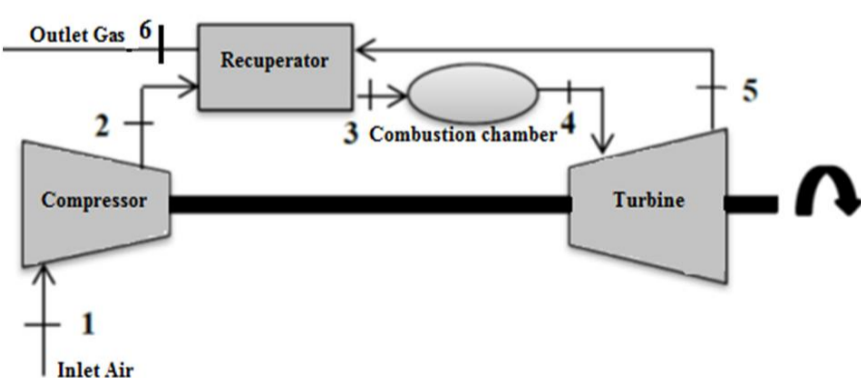 Outlet Gas 6
Recuperator
5
2
3 Combustion chamber 4
Compressor
Turbine
1
Inlet Air